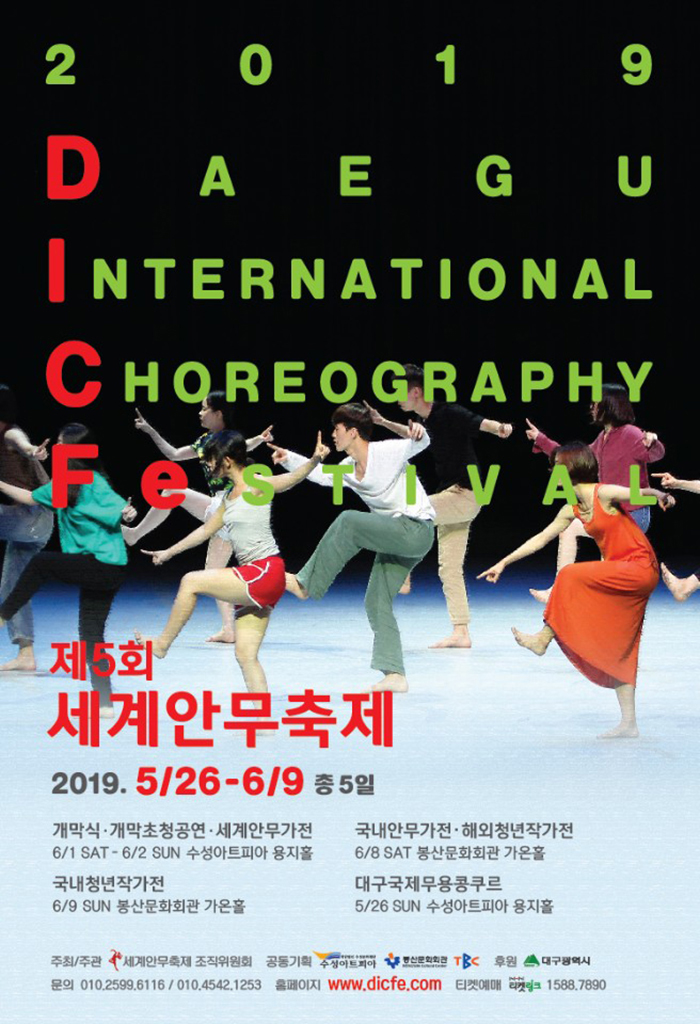 2019
DAEGU
INTERNATIONAL
CHOREOGRAPHY
FeSTIVAL
제5회
세계안무축제
2019. 5/26-6/9 총5일
개막식·개막초청공연·세계안무가전
6/1 SAT - 6/2 SUN 수성아트피아 용지홀
국내안무가전·해외청년작가전
6/8 SAT 봉산문화회관 가온홀
국내청년작가전
6/9 SUN 봉산문화회관 가온홀
대구국제무용콩쿠르
5/26 SUN 수성아트피아 용지홀
주최/주관 세계안무축제 조직위원회 공동기획 수성아트피아 봉산문화회관 TBC 후원 대구광역시
문의 010.2599.6116 / 010.4542.1253 홈페이지 www.dicfe.com 티켓예매 티켓링크 1588.7890